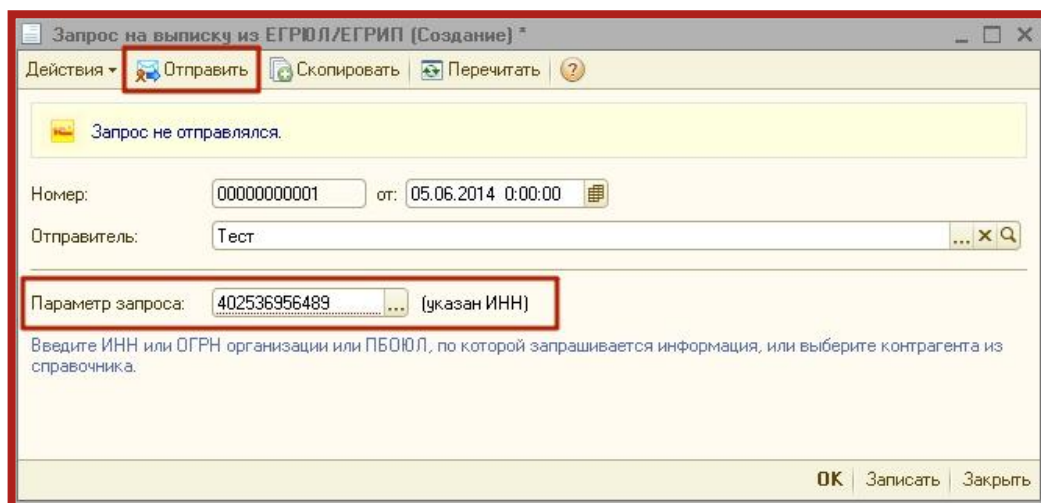 Запрос на выписку из ЕГРЮЛ/ЕГРИП (Создание) *
Действия Отправить Скопировать Перечитать ?
Запрос не отправлялся.
Номер: 00000000001 от: 05.06.2014 0:00:00
Отправитель: Тест ...
Параметр запроса: 402536956489 ... (указан ИНН)
Введите ИНН или ОГРН организации или ПБОЮЛ, по которой запрашивается информация, или выберите контрагента из
справочника.
OK Записать Закрыть